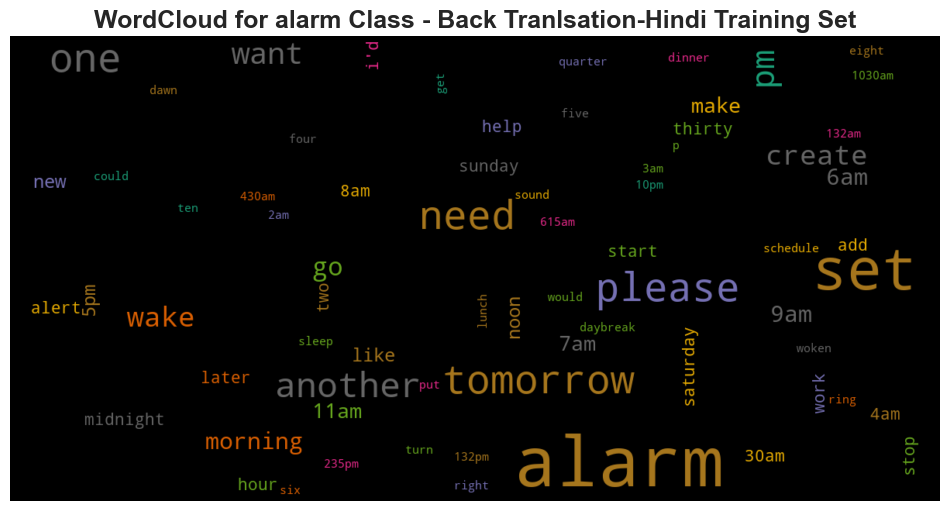 WordCloud for alarm Class - Back Tranlsation-Hindi Training Set
one want i'd quarter dinner pm eight
dawn get 1030am
four help five make thirty 132am
p
new could sunday 3am create
ten 430am 8am sound 10pm 6am
2am need 615am
go start schedule add
please set
alert 5pm two lunch noon would 9am
wake daybreak
sleep like 7am saturday woken
later another put tomorrow work ring
midnight 11am 4am
morning turn alarm stop
235pm 132pm 30am
hour six right